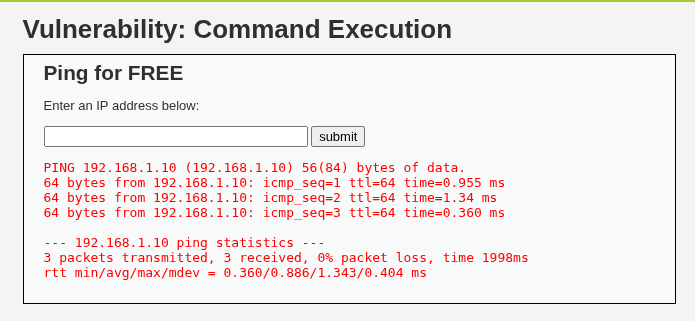 Vulnerability: Command Execution
Ping for FREE
Enter an IP address below:
submit
PING 192.168.1.10 (192.168.1.10) 56(84) bytes of data.
64 bytes from 192.168.1.10: icmp_seq=1 ttl=64 time=0.955 ms
64 bytes from 192.168.1.10: icmp_seq=2 ttl=64 time=1.34 ms
64 bytes from 192.168.1.10: icmp_seq=3 ttl=64 time=0.360 ms
--- 192.168.1.10 ping statistics ---
3 packets transmitted, 3 received, 0% packet loss, time 1998ms
rtt min/avg/max/mdev = 0.360/0.886/1.343/0.404 ms